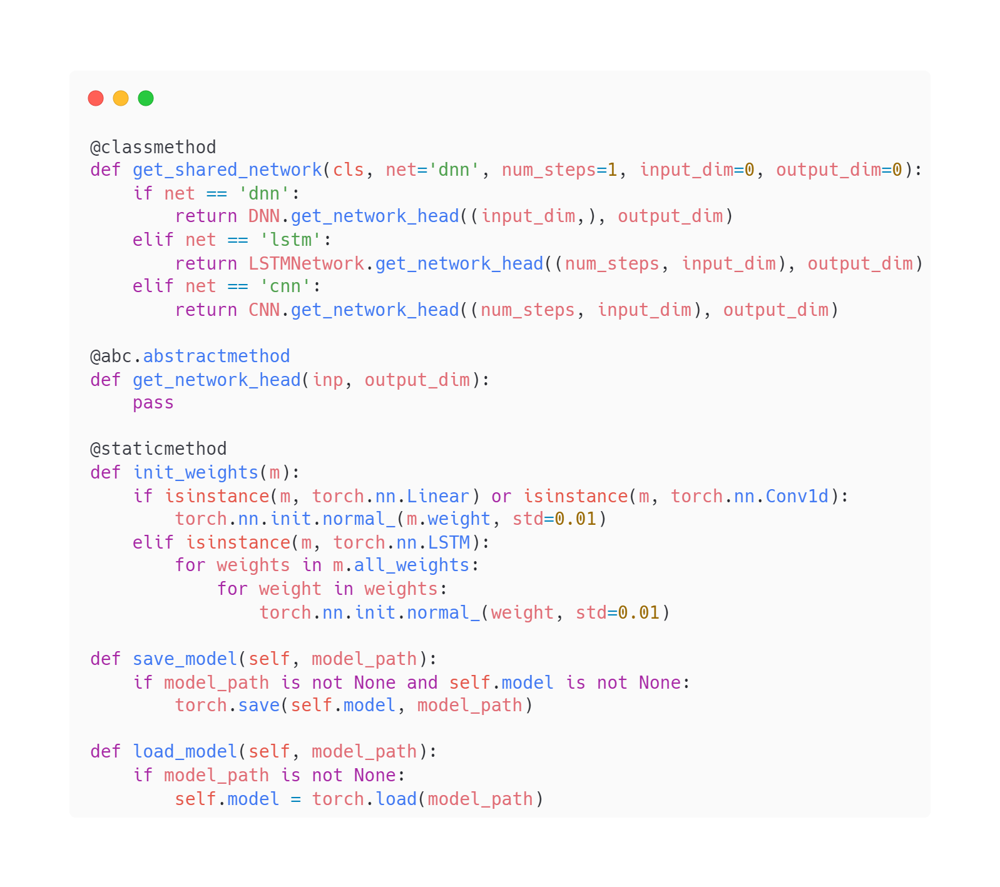 @classmethod
def get_shared_network(cls, net='dnn', num_steps=1, input_dim=0, output_dim=0):
    if net == 'dnn':
        return DNN.get_network_head((input_dim,), output_dim)
    elif net == 'lstm':
        return LSTMNetwork.get_network_head((num_steps, input_dim), output_dim)
    elif net == 'cnn':
        return CNN.get_network_head((num_steps, input_dim), output_dim)

@abc.abstractmethod
def get_network_head(inp, output_dim):
    pass

@staticmethod
def init_weights(m):
    if isinstance(m, torch.nn.Linear) or isinstance(m, torch.nn.Conv1d):
        torch.nn.init.normal_(m.weight, std=0.01)
    elif isinstance(m, torch.nn.LSTM):
        for weights in m.all_weights:
            for weight in weights:
                torch.nn.init.normal_(weight, std=0.01)

def save_model(self, model_path):
    if model_path is not None and self.model is not None:
        torch.save(self.model, model_path)

def load_model(self, model_path):
    if model_path is not None:
        self.model = torch.load(model_path)